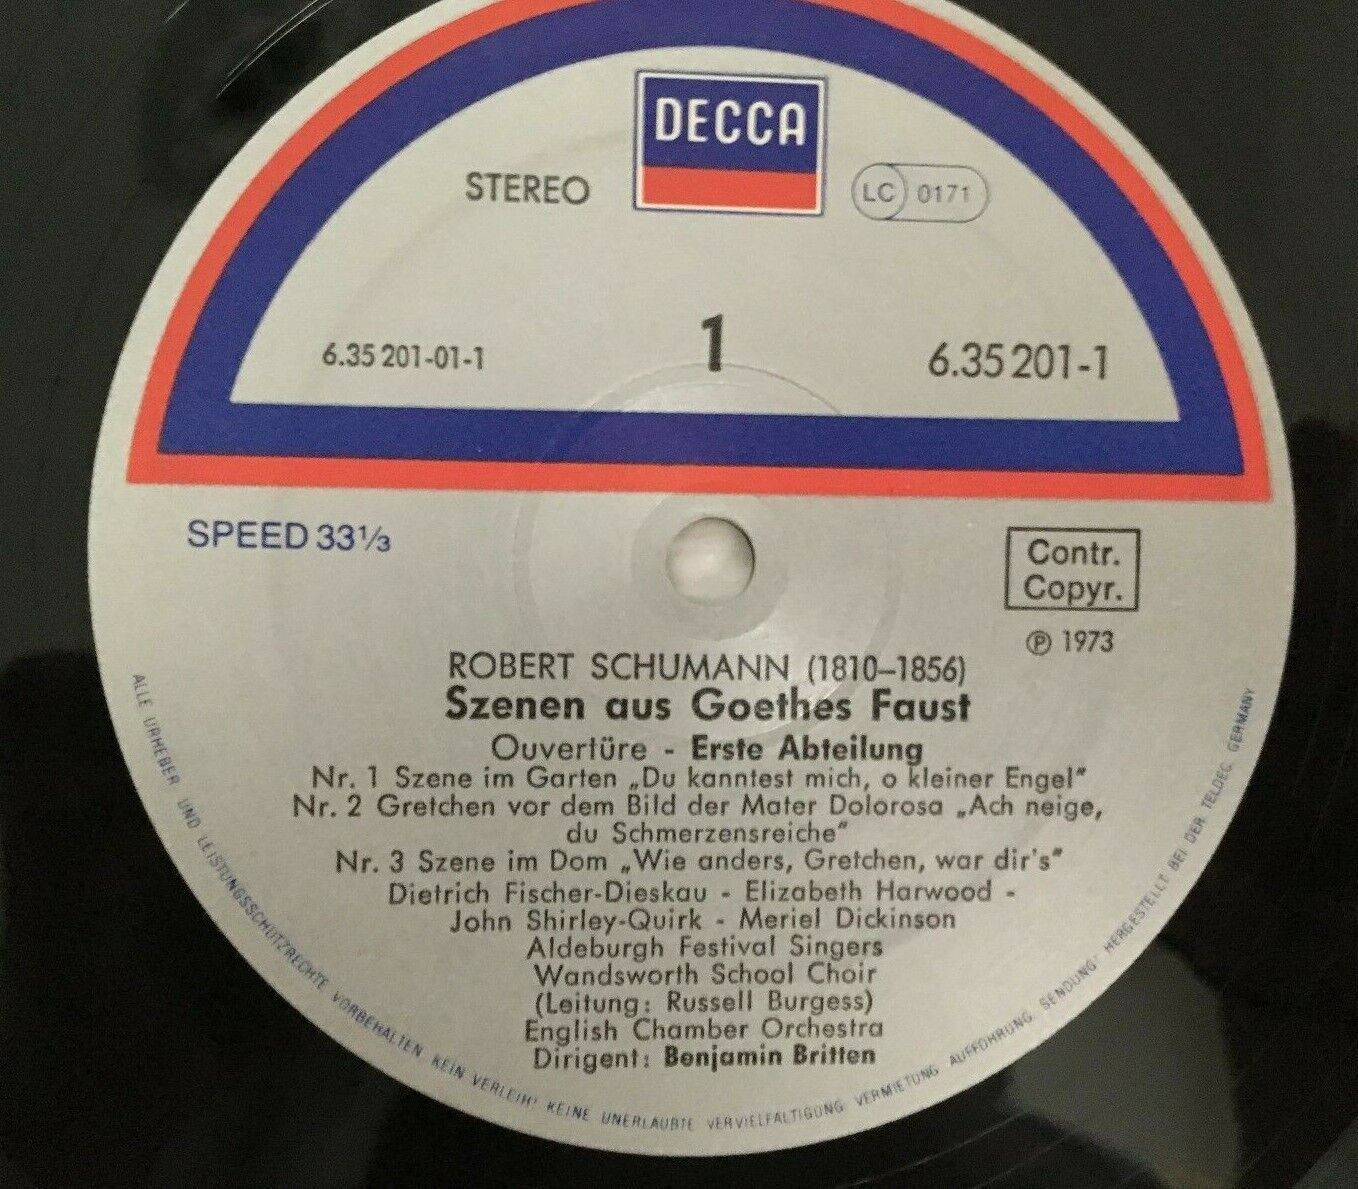 DECCA
STEREO
LC 0171
6.35 201-01-1
1
6.35 201-1
SPEED 33⅓
Contr.
Copyr.
℗ 1973
ROBERT SCHUMANN (1810–1856)
Szenen aus Goethes Faust
Ouvertüre - Erste Abteilung
Nr. 1 Szene im Garten „Du kanntest mich, o kleiner Engel"
Nr. 2 Gretchen vor dem Bild der Mater Dolorosa „Ach neige,
du Schmerzensreiche"
Nr. 3 Szene im Dom „Wie anders, Gretchen, war dir's"
Dietrich Fischer-Dieskau - Elizabeth Harwood -
John Shirley-Quirk - Meriel Dickinson
Aldeburgh Festival Singers
Wandsworth School Choir
(Leitung: Russell Burgess)
English Chamber Orchestra
Dirigent: Benjamin Britten
ALLE URHEBER UND LEISTUNGSSCHUTZRECHTE VORBEHALTEN KEIN VERLEIH! KEINE UNERLAUBTE VERVIELFÄLTIGUNG VERMIETUNG AUFFÜHRUNG, SENDUNG! HERGESTELLT BEI DER TELDEC GERMANY